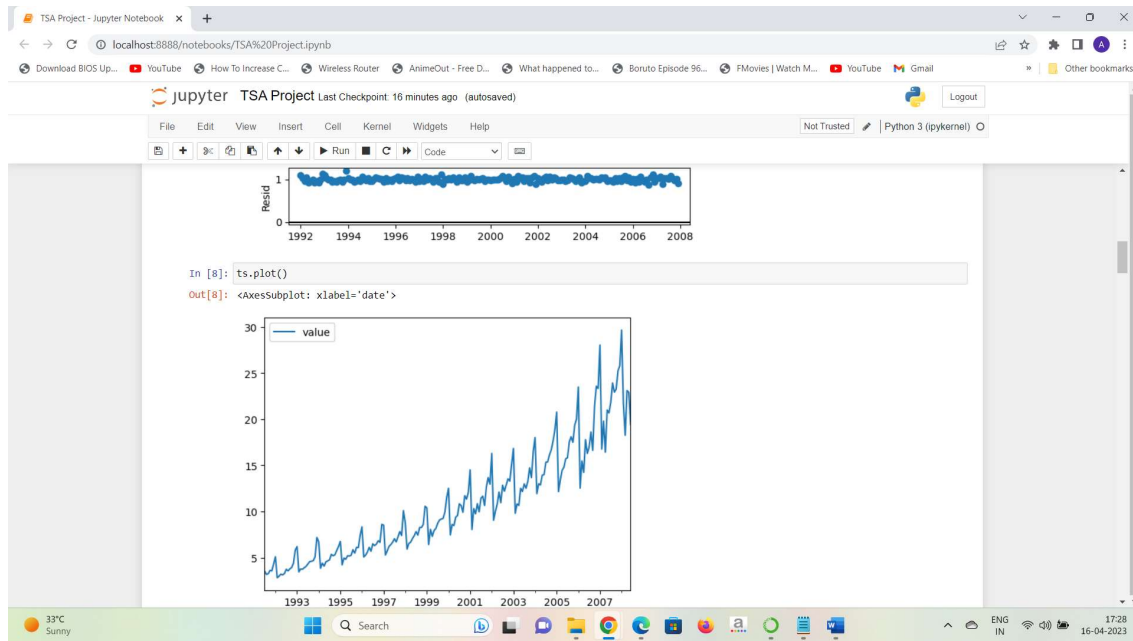 TSA Project - Jupyter Notebook
localhost:8888/notebooks/TSA%20Project.ipynb
Download BIOS Up... YouTube How To Increase C... Wireless Router AnimeOut - Free D... What happened to... Boruto Episode 96... FMovies | Watch M... YouTube Gmail » Other bookmarks
jupyter TSA Project Last Checkpoint: 16 minutes ago (autosaved) Logout
File Edit View Insert Cell Kernel Widgets Help Not Trusted Python 3 (ipykernel)
Run Code
1
Resid
0
1992 1994 1996 1998 2000 2002 2004 2006 2008
In [8]: ts.plot()
Out[8]: <AxesSubplot: xlabel='date'>
30
value
25
20
15
10
5
1993 1995 1997 1999 2001 2003 2005 2007
33°C
Sunny
Search
ENG
IN
17:28
16-04-2023